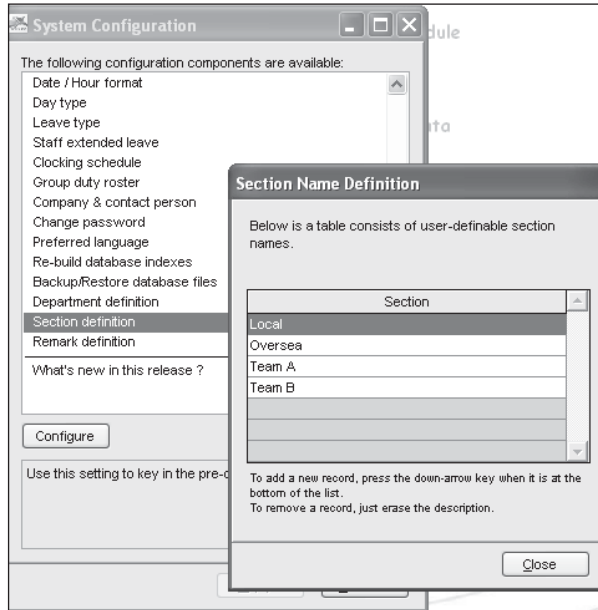 System Configuration
dule
The following configuration components are available:
Date / Hour format
Day type
Leave type
Staff extended leave
Clocking schedule
Group duty roster
Company & contact person
Change password
Preferred language
Re-build database indexes
Backup/Restore database files
Department definition
Section definition
Remark definition
What's new in this release ?
Configure
Use this setting to key in the
Section Name Definition
Below is a table consists of user-definable section
names.
Section
Local
Oversea
Team A
Team B
To add a new record, press the down-arrow key when it is at the
bottom of the list.
To remove a record, just erase the description.
Close